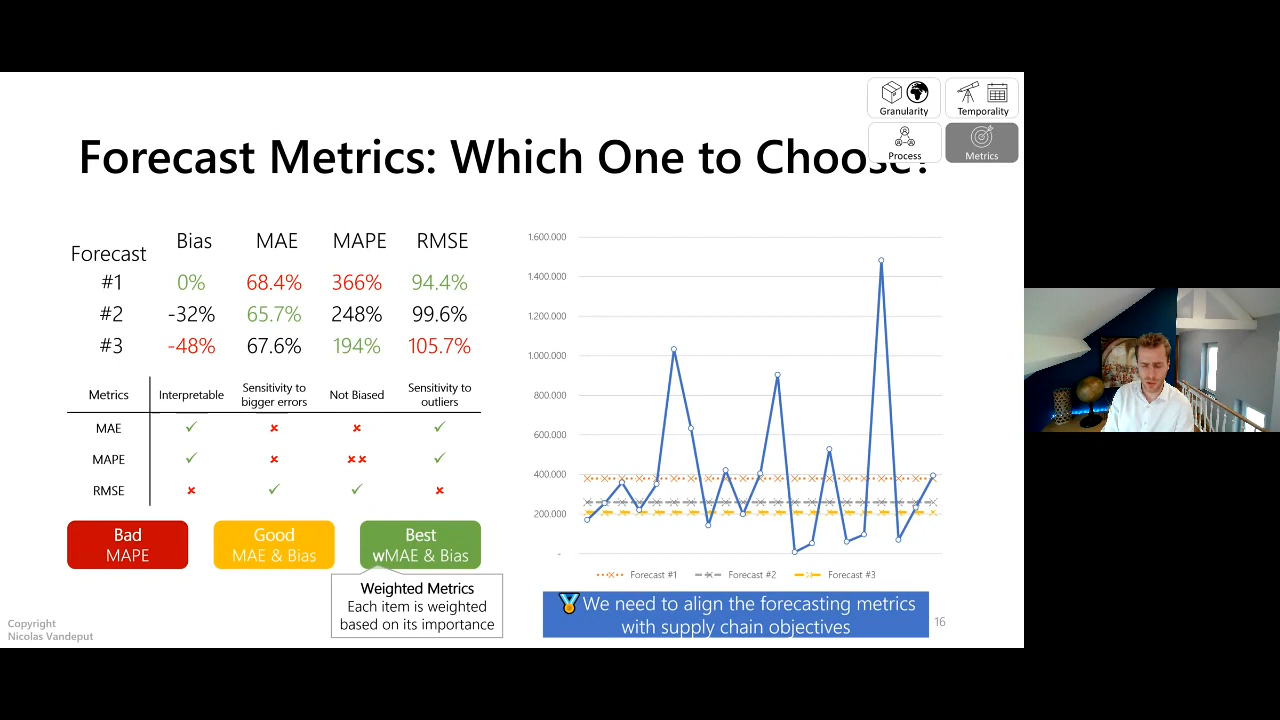 Granularity
Temporality
Process
Metrics
Forecast Metrics: Which One to Choose?
Forecast Bias MAE MAPE RMSE
#1 0% 68.4% 366% 94.4%
#2 -32% 65.7% 248% 99.6%
#3 -48% 67.6% 194% 105.7%
Metrics Interpretable Sensitivity to bigger errors Not Biased Sensitivity to outliers
MAE ✓ ✘ ✘ ✓
MAPE ✓ ✘ ✘✘ ✓
RMSE ✘ ✓ ✓ ✘
Bad
MAPE
Good
MAE & Bias
Best
wMAE & Bias
Weighted Metrics
Each item is weighted
based on its importance
1.600.000
1.400.000
1.200.000
1.000.000
800.000
600.000
400.000
200.000
-
Forecast #1 Forecast #2 Forecast #3
We need to align the forecasting metrics
with supply chain objectives
16
Copyright
Nicolas Vandeput